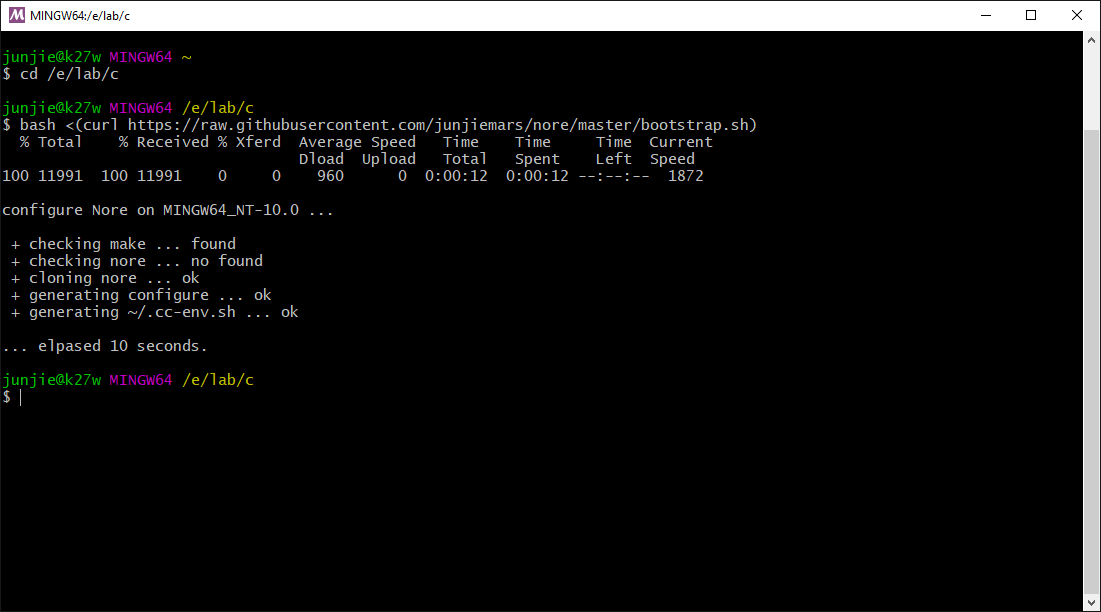 MINGW64:/e/lab/c
junjie@k27w MINGW64 ~
$ cd /e/lab/c
junjie@k27w MINGW64 /e/lab/c
$ bash <(curl https://raw.githubusercontent.com/junjiemars/nore/master/bootstrap.sh)
  % Total    % Received % Xferd  Average Speed   Time    Time     Time  Current
                                 Dload  Upload   Total   Spent    Left  Speed
100 11991  100 11991    0     0    960      0  0:00:12  0:00:12 --:--:--  1872
configure Nore on MINGW64_NT-10.0 ...
 + checking make ... found
 + checking nore ... no found
 + cloning nore ... ok
 + generating configure ... ok
 + generating ~/.cc-env.sh ... ok
... elpased 10 seconds.
junjie@k27w MINGW64 /e/lab/c
$